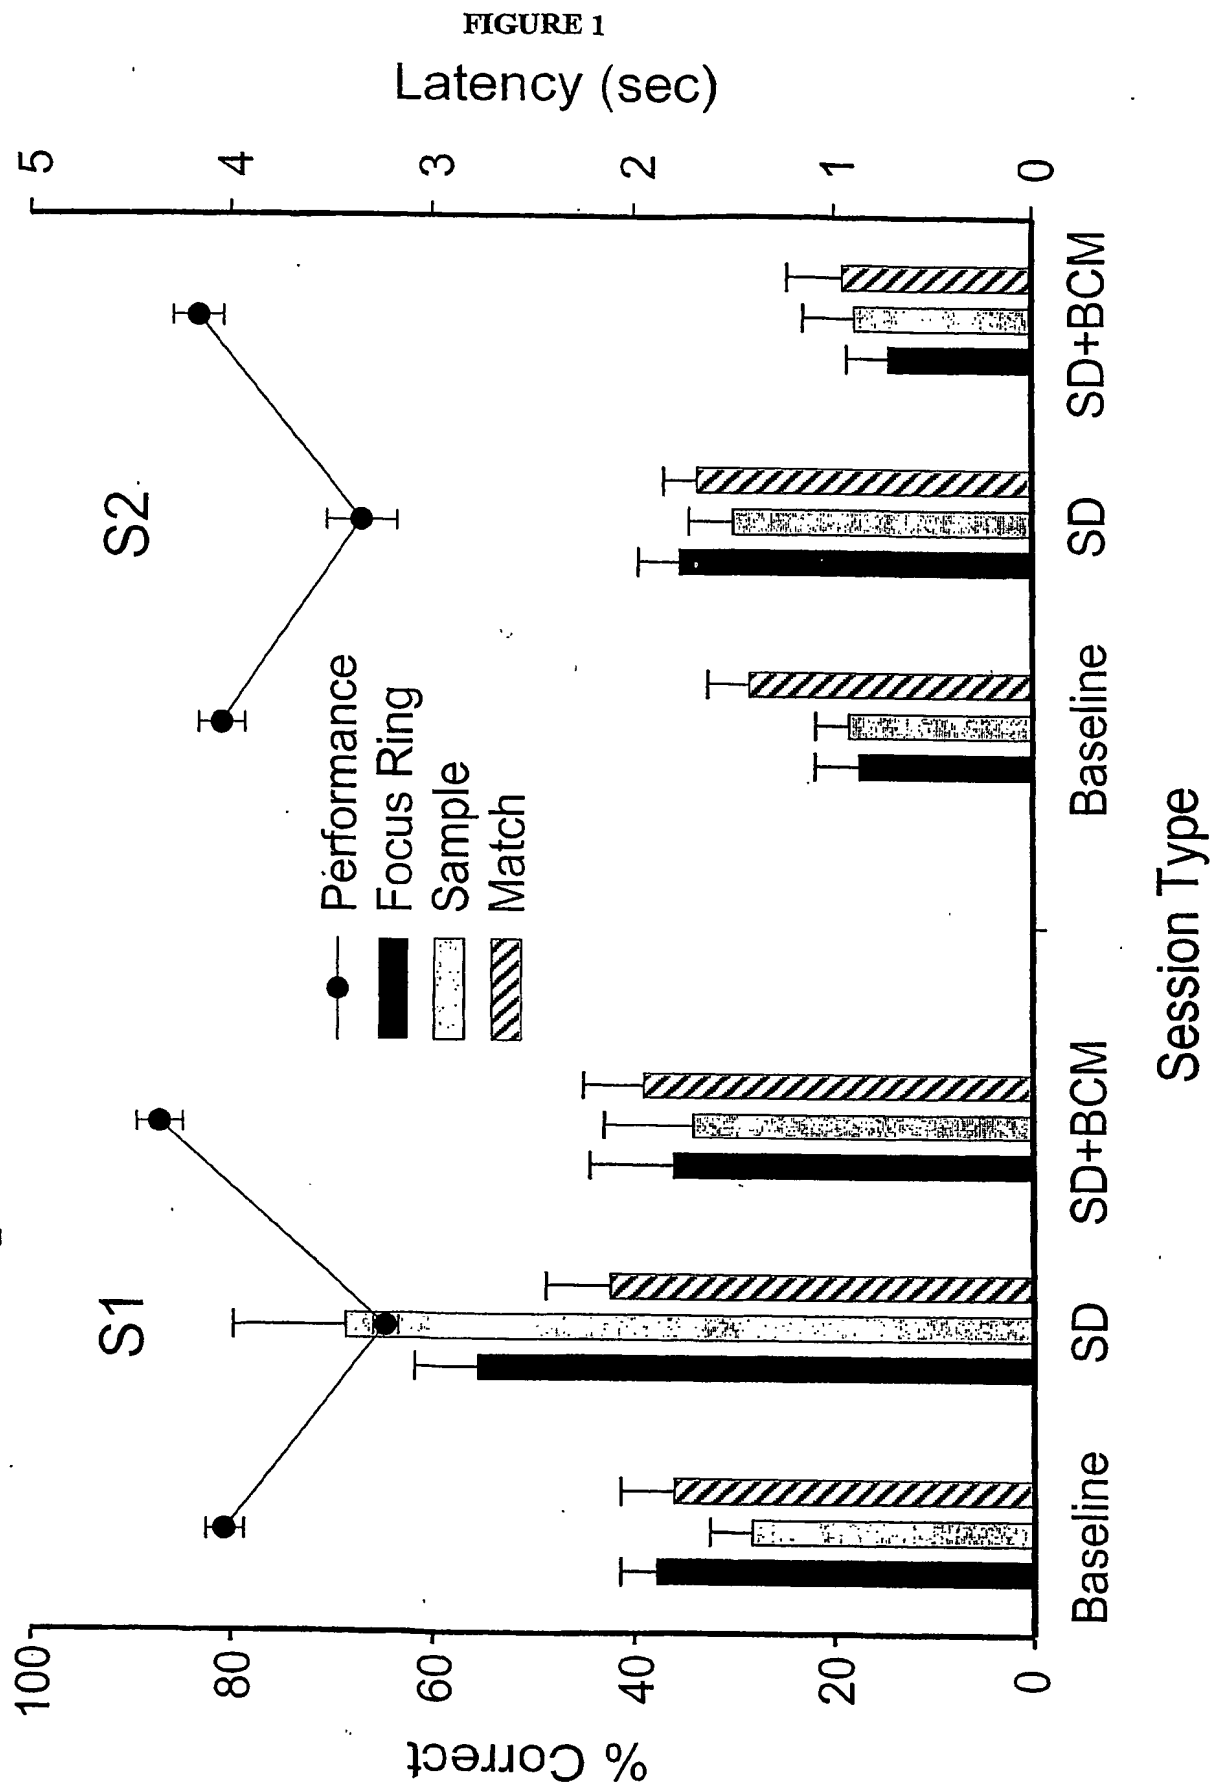 FIGURE 1
Latency (sec)
5
4
3
2
1
0
S1
S2
Performance
Focus Ring
Sample
Match
100
80
60
40
20
0
% Correct
Baseline
SD
SD+BCM
Baseline
SD
SD+BCM
Session Type